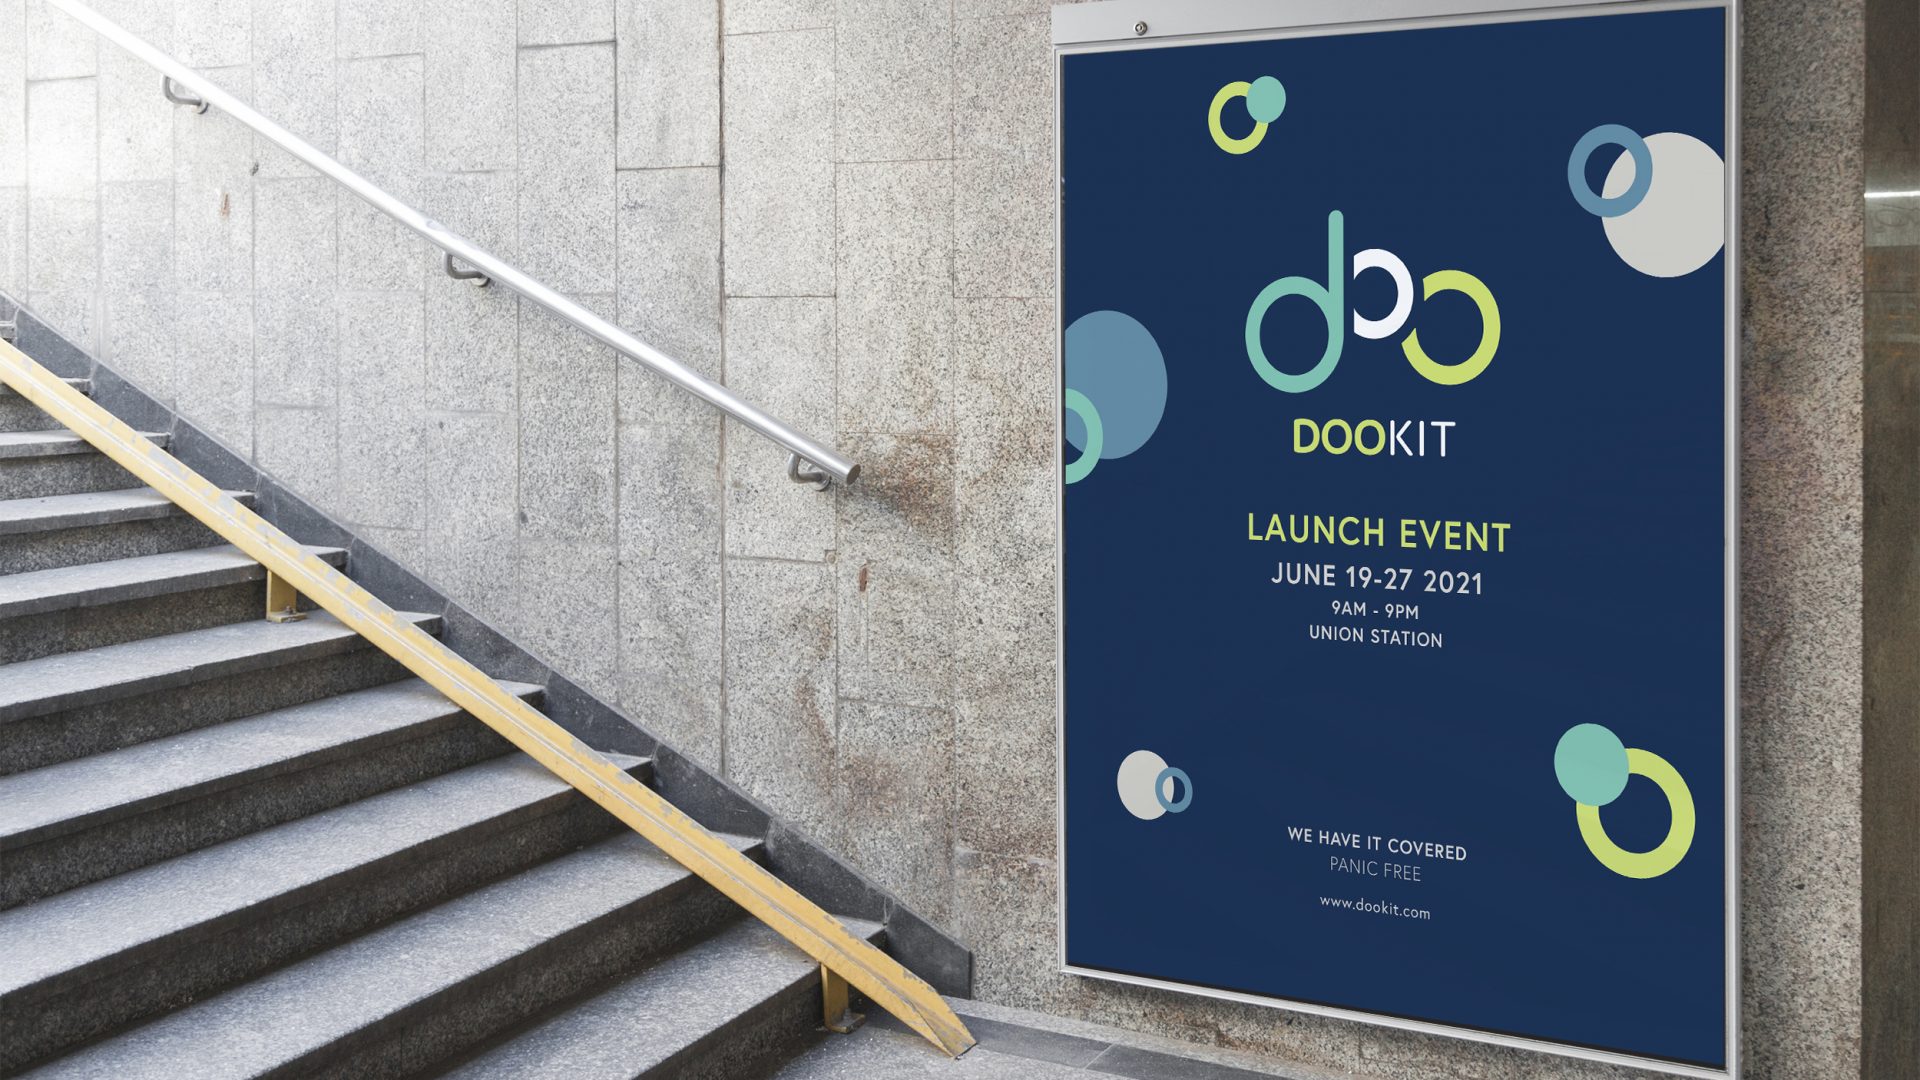 doo
DOOKIT
LAUNCH EVENT
JUNE 19-27 2021
9AM - 9PM
UNION STATION
WE HAVE IT COVERED
PANIC FREE
www.dookit.com